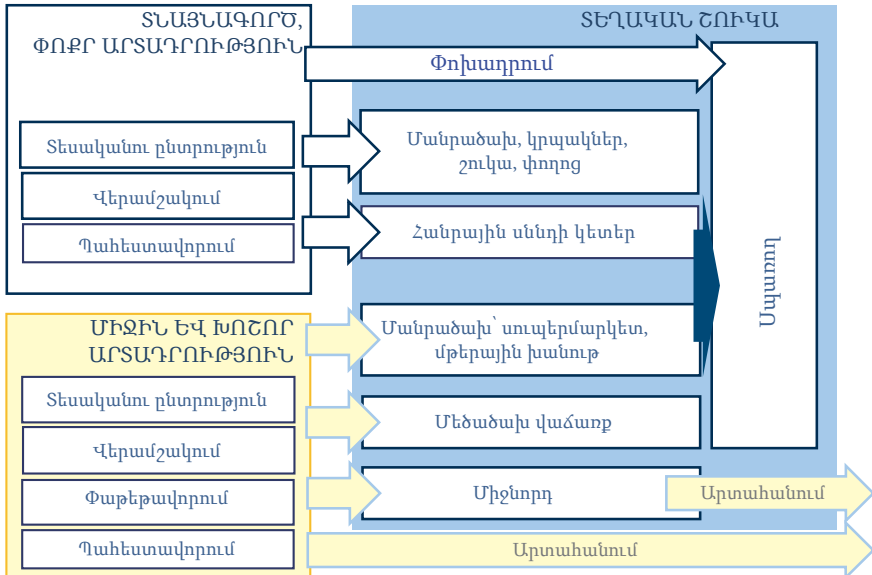 ՏՆԱՅՆԱԳՈՐԾ,
ՓՈՔՐ ԱՐՏԱԴՐՈՒԹՅՈՒՆ
Տեսականու ընտրություն
Վերամշակում
Պահեստավորում
ՄԻՋԻՆ ԵՎ ԽՈՇՈՐ
ԱՐՏԱԴՐՈՒԹՅՈՒՆ
Տեսականու ընտրություն
Վերամշակում
Փաթեթավորում
Պահեստավորում
ՏԵՂԱԿԱՆ ՇՈՒԿԱ
Փոխադրում
Մանրածախ, կրպակներ,
շուկա, փողոց
Հանրային սննդի կետեր
Մանրածախ՝ սուպերմարկետ,
մթերային խանութ
Մեծածախ վաճառք
Միջնորդ
Սպառող
Արտահանում
Արտահանում